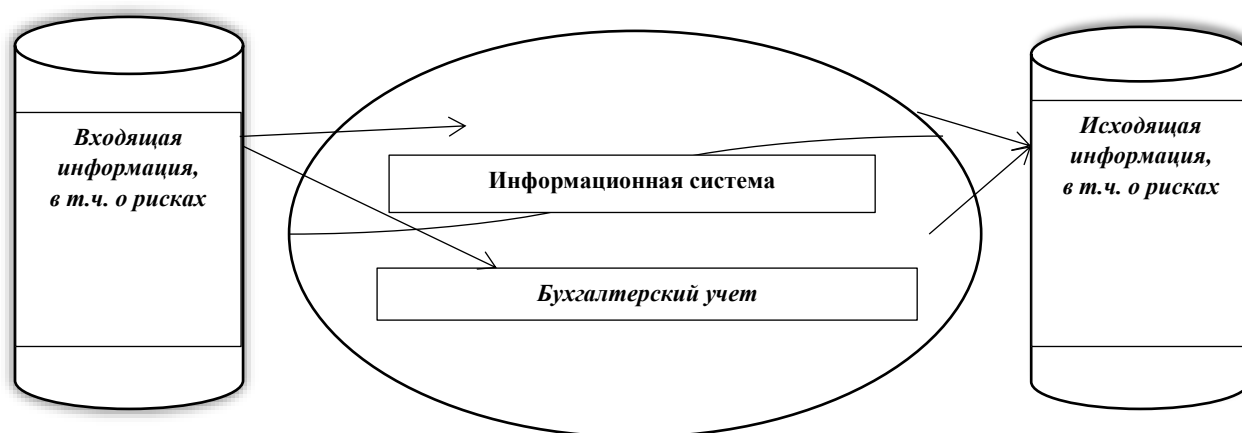 Входящая
информация,
в т.ч. о рисках
Информационная система
Бухгалтерский учет
Исходящая
информация,
в т.ч. о рисках